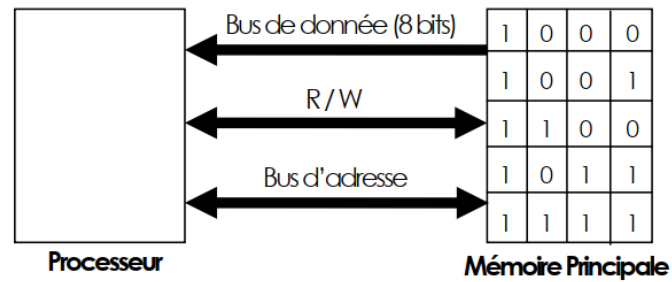 Bus de donnée (8 bits)
R / W
Bus d'adresse
1 0 0 0
1 0 0 1
1 1 0 0
1 0 1 1
1 1 1 1
Processeur
Mémoire Principale